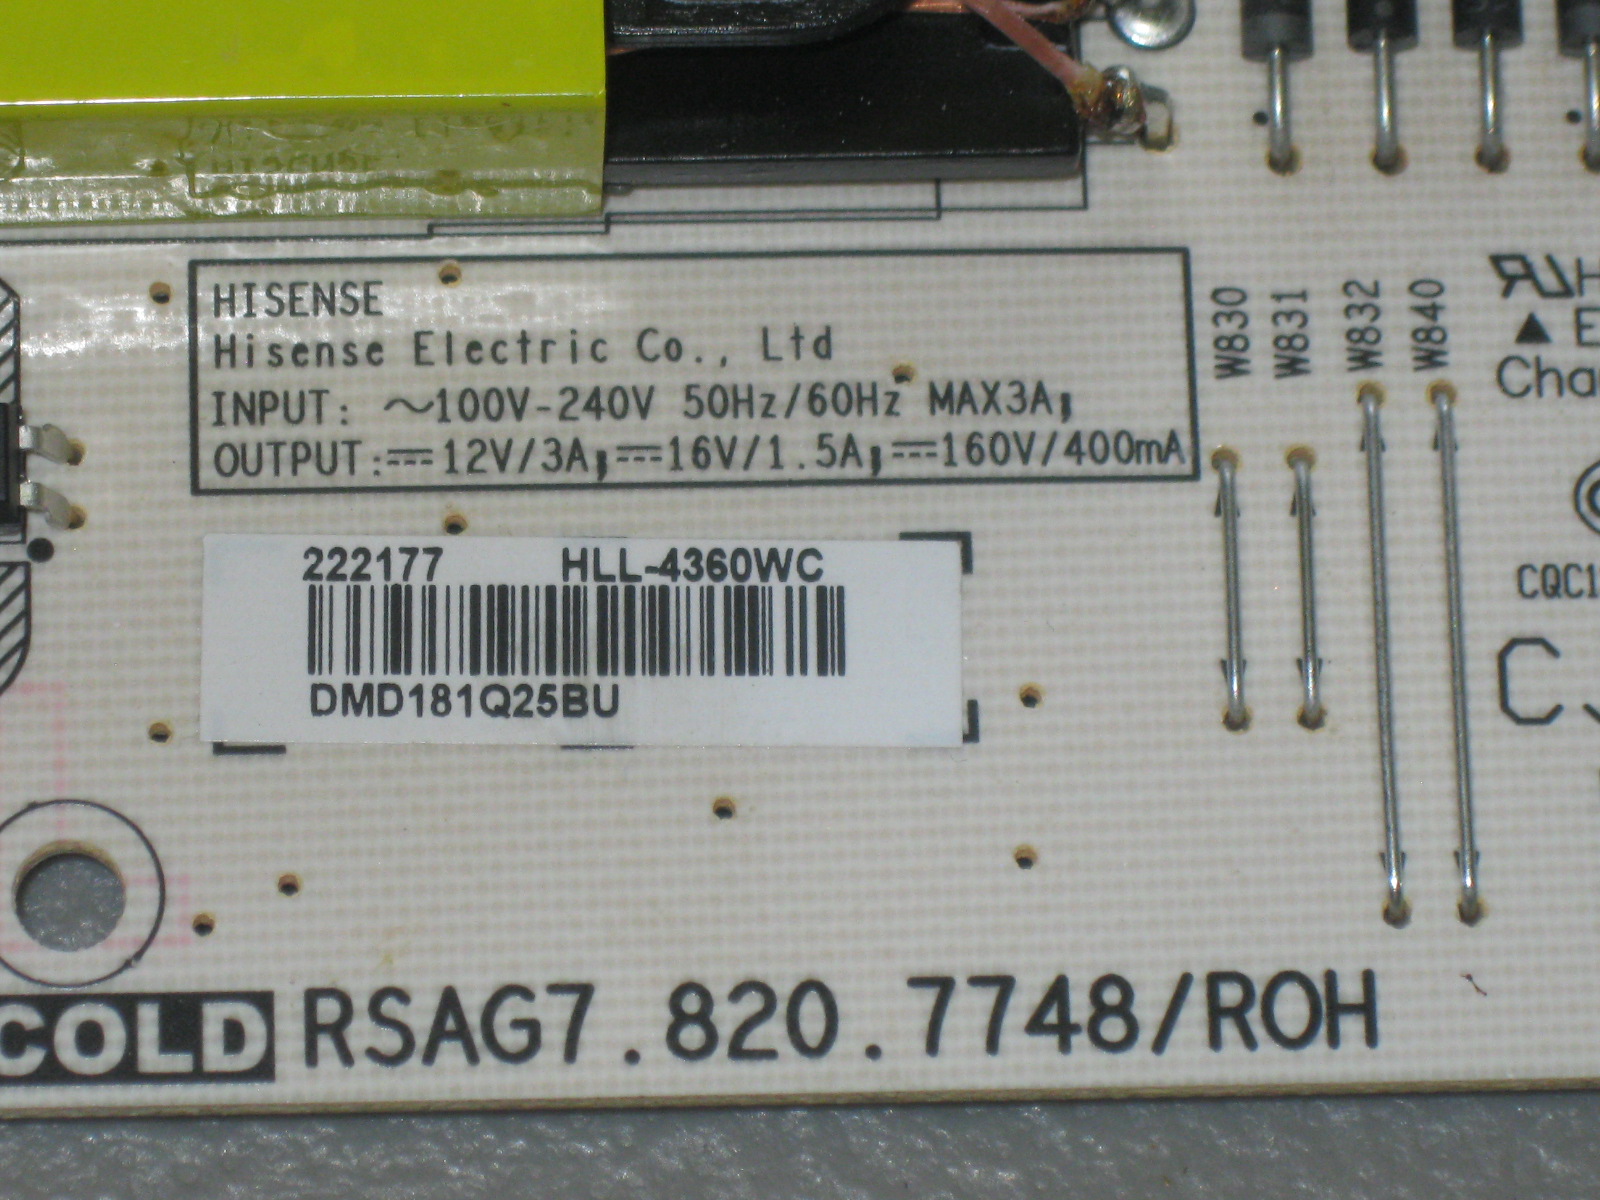 HISENSE
Hisense Electric Co., Ltd
INPUT: ～100V-240V 50Hz/60Hz MAX3A;
OUTPUT:⎓12V/3A;⎓16V/1.5A;⎓160V/400mA
W830
W831
W832
W840
222177 HLL-4360WC
DMD181Q25BU
COLD RSAG7.820.7748/ROH